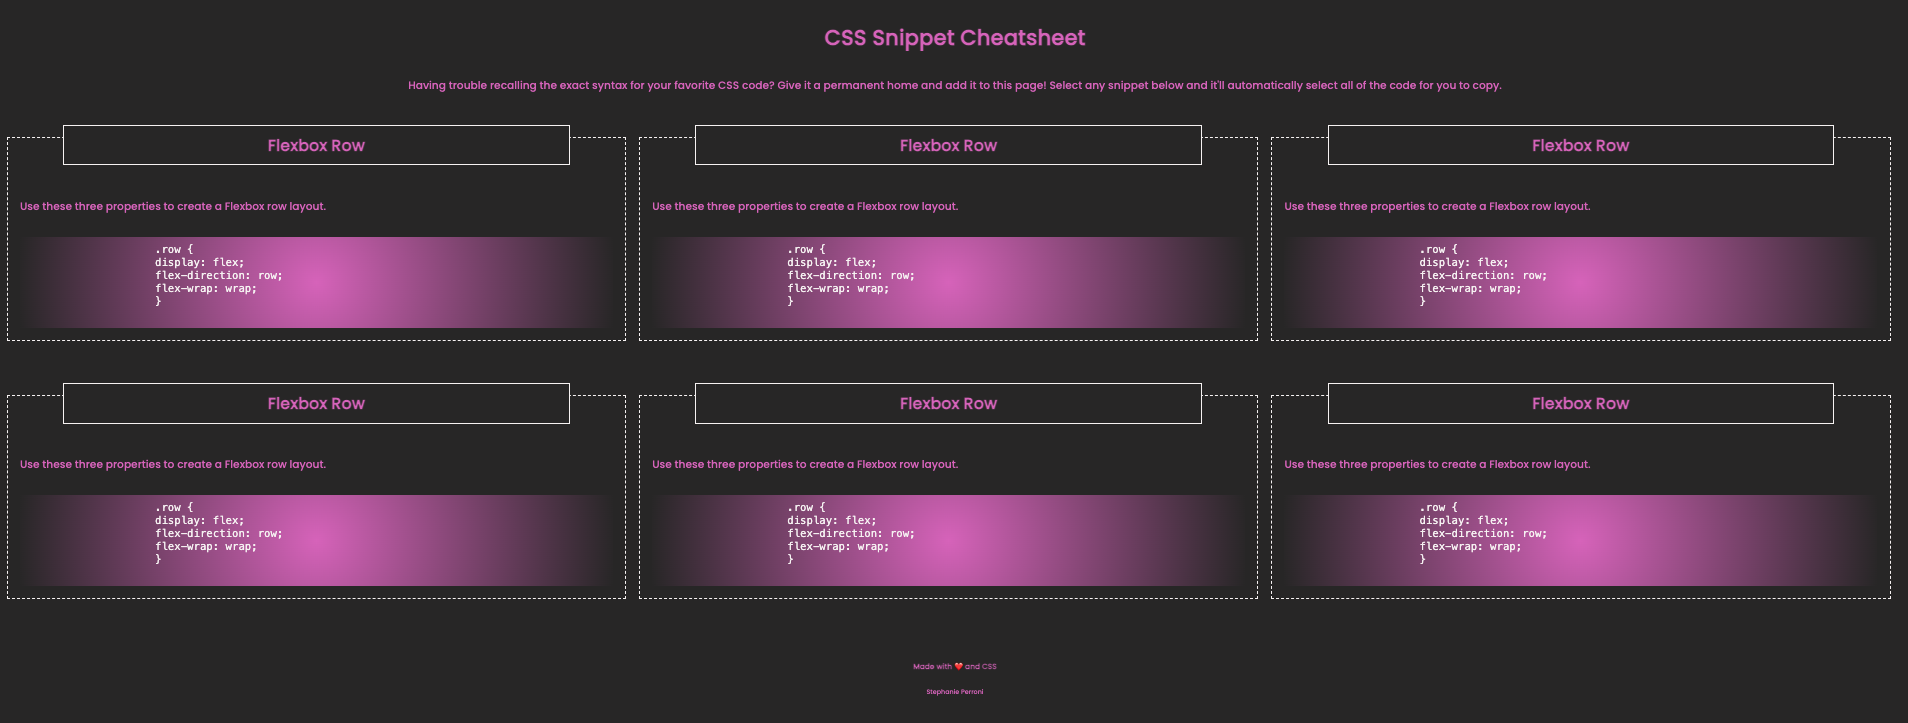 CSS Snippet Cheatsheet
Having trouble recalling the exact syntax for your favorite CSS code? Give it a permanent home and add it to this page! Select any snippet below and it'll automatically select all of the code for you to copy.
Flexbox Row
Use these three properties to create a Flexbox row layout.
.row {
display: flex;
flex-direction: row;
flex-wrap: wrap;
}
Flexbox Row
Use these three properties to create a Flexbox row layout.
.row {
display: flex;
flex-direction: row;
flex-wrap: wrap;
}
Flexbox Row
Use these three properties to create a Flexbox row layout.
.row {
display: flex;
flex-direction: row;
flex-wrap: wrap;
}
Flexbox Row
Use these three properties to create a Flexbox row layout.
.row {
display: flex;
flex-direction: row;
flex-wrap: wrap;
}
Flexbox Row
Use these three properties to create a Flexbox row layout.
.row {
display: flex;
flex-direction: row;
flex-wrap: wrap;
}
Flexbox Row
Use these three properties to create a Flexbox row layout.
.row {
display: flex;
flex-direction: row;
flex-wrap: wrap;
}
Made with ❤️ and CSS
Stephanie Perroni